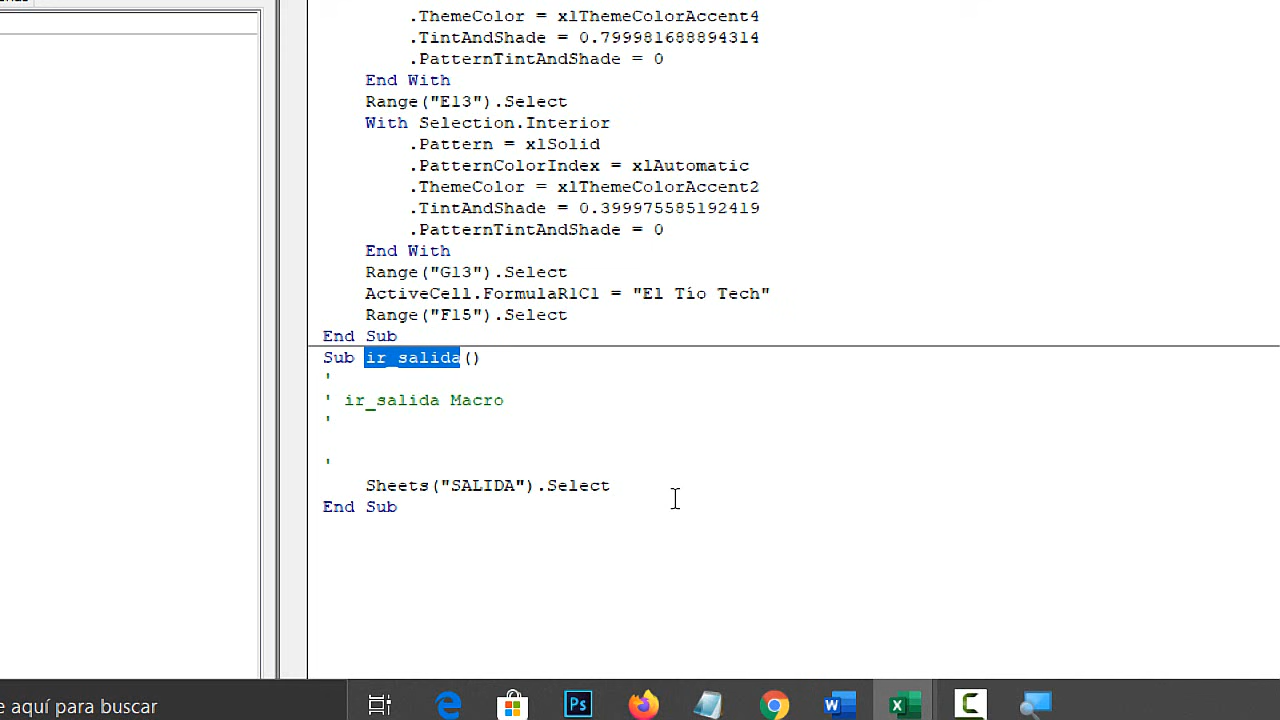 .ThemeColor = xlThemeColorAccent4
.TintAndShade = 0.799981688894314
.PatternTintAndShade = 0
End With
Range("E13").Select
With Selection.Interior
.Pattern = xlSolid
.PatternColorIndex = xlAutomatic
.ThemeColor = xlThemeColorAccent2
.TintAndShade = 0.399975585192419
.PatternTintAndShade = 0
End With
Range("G13").Select
ActiveCell.FormulaR1C1 = "El Tío Tech"
Range("F15").Select
End Sub
Sub ir_salida()
'
' ir_salida Macro
'
'
Sheets("SALIDA").Select
End Sub
e aquí para buscar
Ps
W
X
C